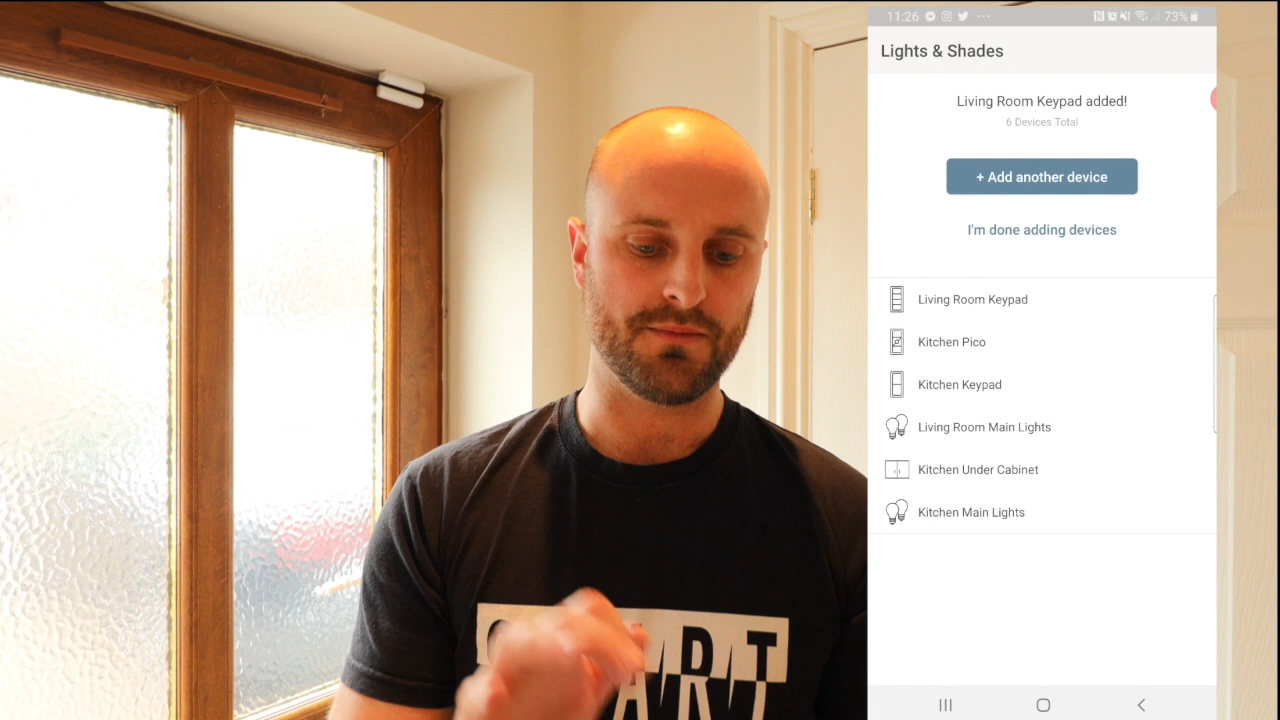 11:26
73%
Lights & Shades
Living Room Keypad added!
6 Devices Total
+ Add another device
I'm done adding devices
Living Room Keypad
Kitchen Pico
Kitchen Keypad
Living Room Main Lights
Kitchen Under Cabinet
Kitchen Main Lights